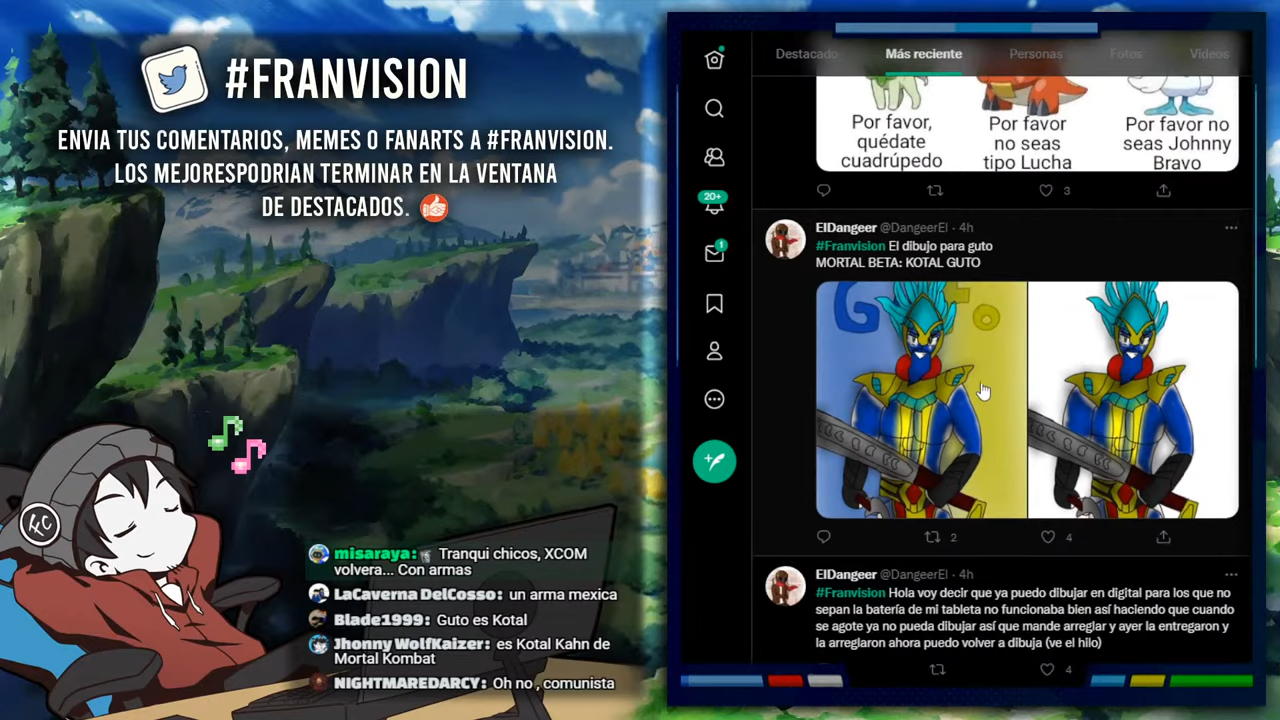 #FRANVISION
ENVIA TUS COMENTARIOS, MEMES O FANARTS A #FRANVISION.
LOS MEJORESPODRIAN TERMINAR EN LA VENTANA
DE DESTACADOS.
misaraya: Tranqui chicos, XCOM
volvera... Con armas
LaCaverna DelCosso: un arma mexica
Blade1999: Guto es Kotal
Jhonny WolfKaizer: es Kotal Kahn de
Mortal Kombat
NIGHTMAREDARCY: Oh no , comunista
Destacado Más reciente Personas Fotos Videos
Por favor,
quédate
cuadrúpedo
Por favor
no seas
tipo Lucha
Por favor no
seas Johnny
Bravo
3
20+
1
ElDangeer @DangeerEl · 4h
#Franvision El dibujo para guto
MORTAL BETA: KOTAL GUTO
2 4
ElDangeer @DangeerEl · 4h
#Franvision Hola voy decir que ya puedo dibujar en digital para los que no
sepan la batería de mi tableta no funcionaba bien así haciendo que cuando
se agote ya no pueda dibujar así que mande arreglar y ayer la entregaron y
la arreglaron ahora puedo volver a dibuja (ve el hilo)
4